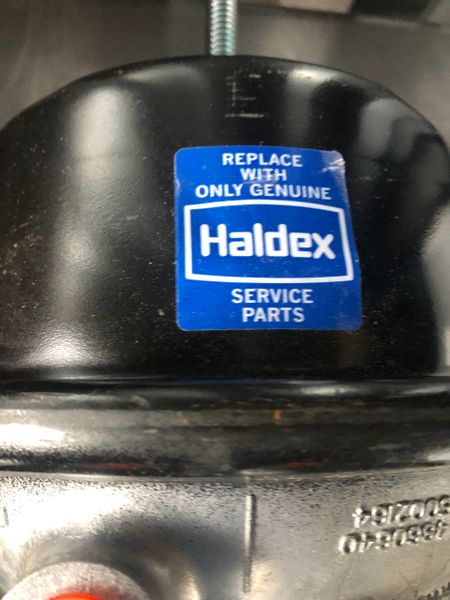 REPLACE
WITH
ONLY GENUINE
Haldex
SERVICE
PARTS